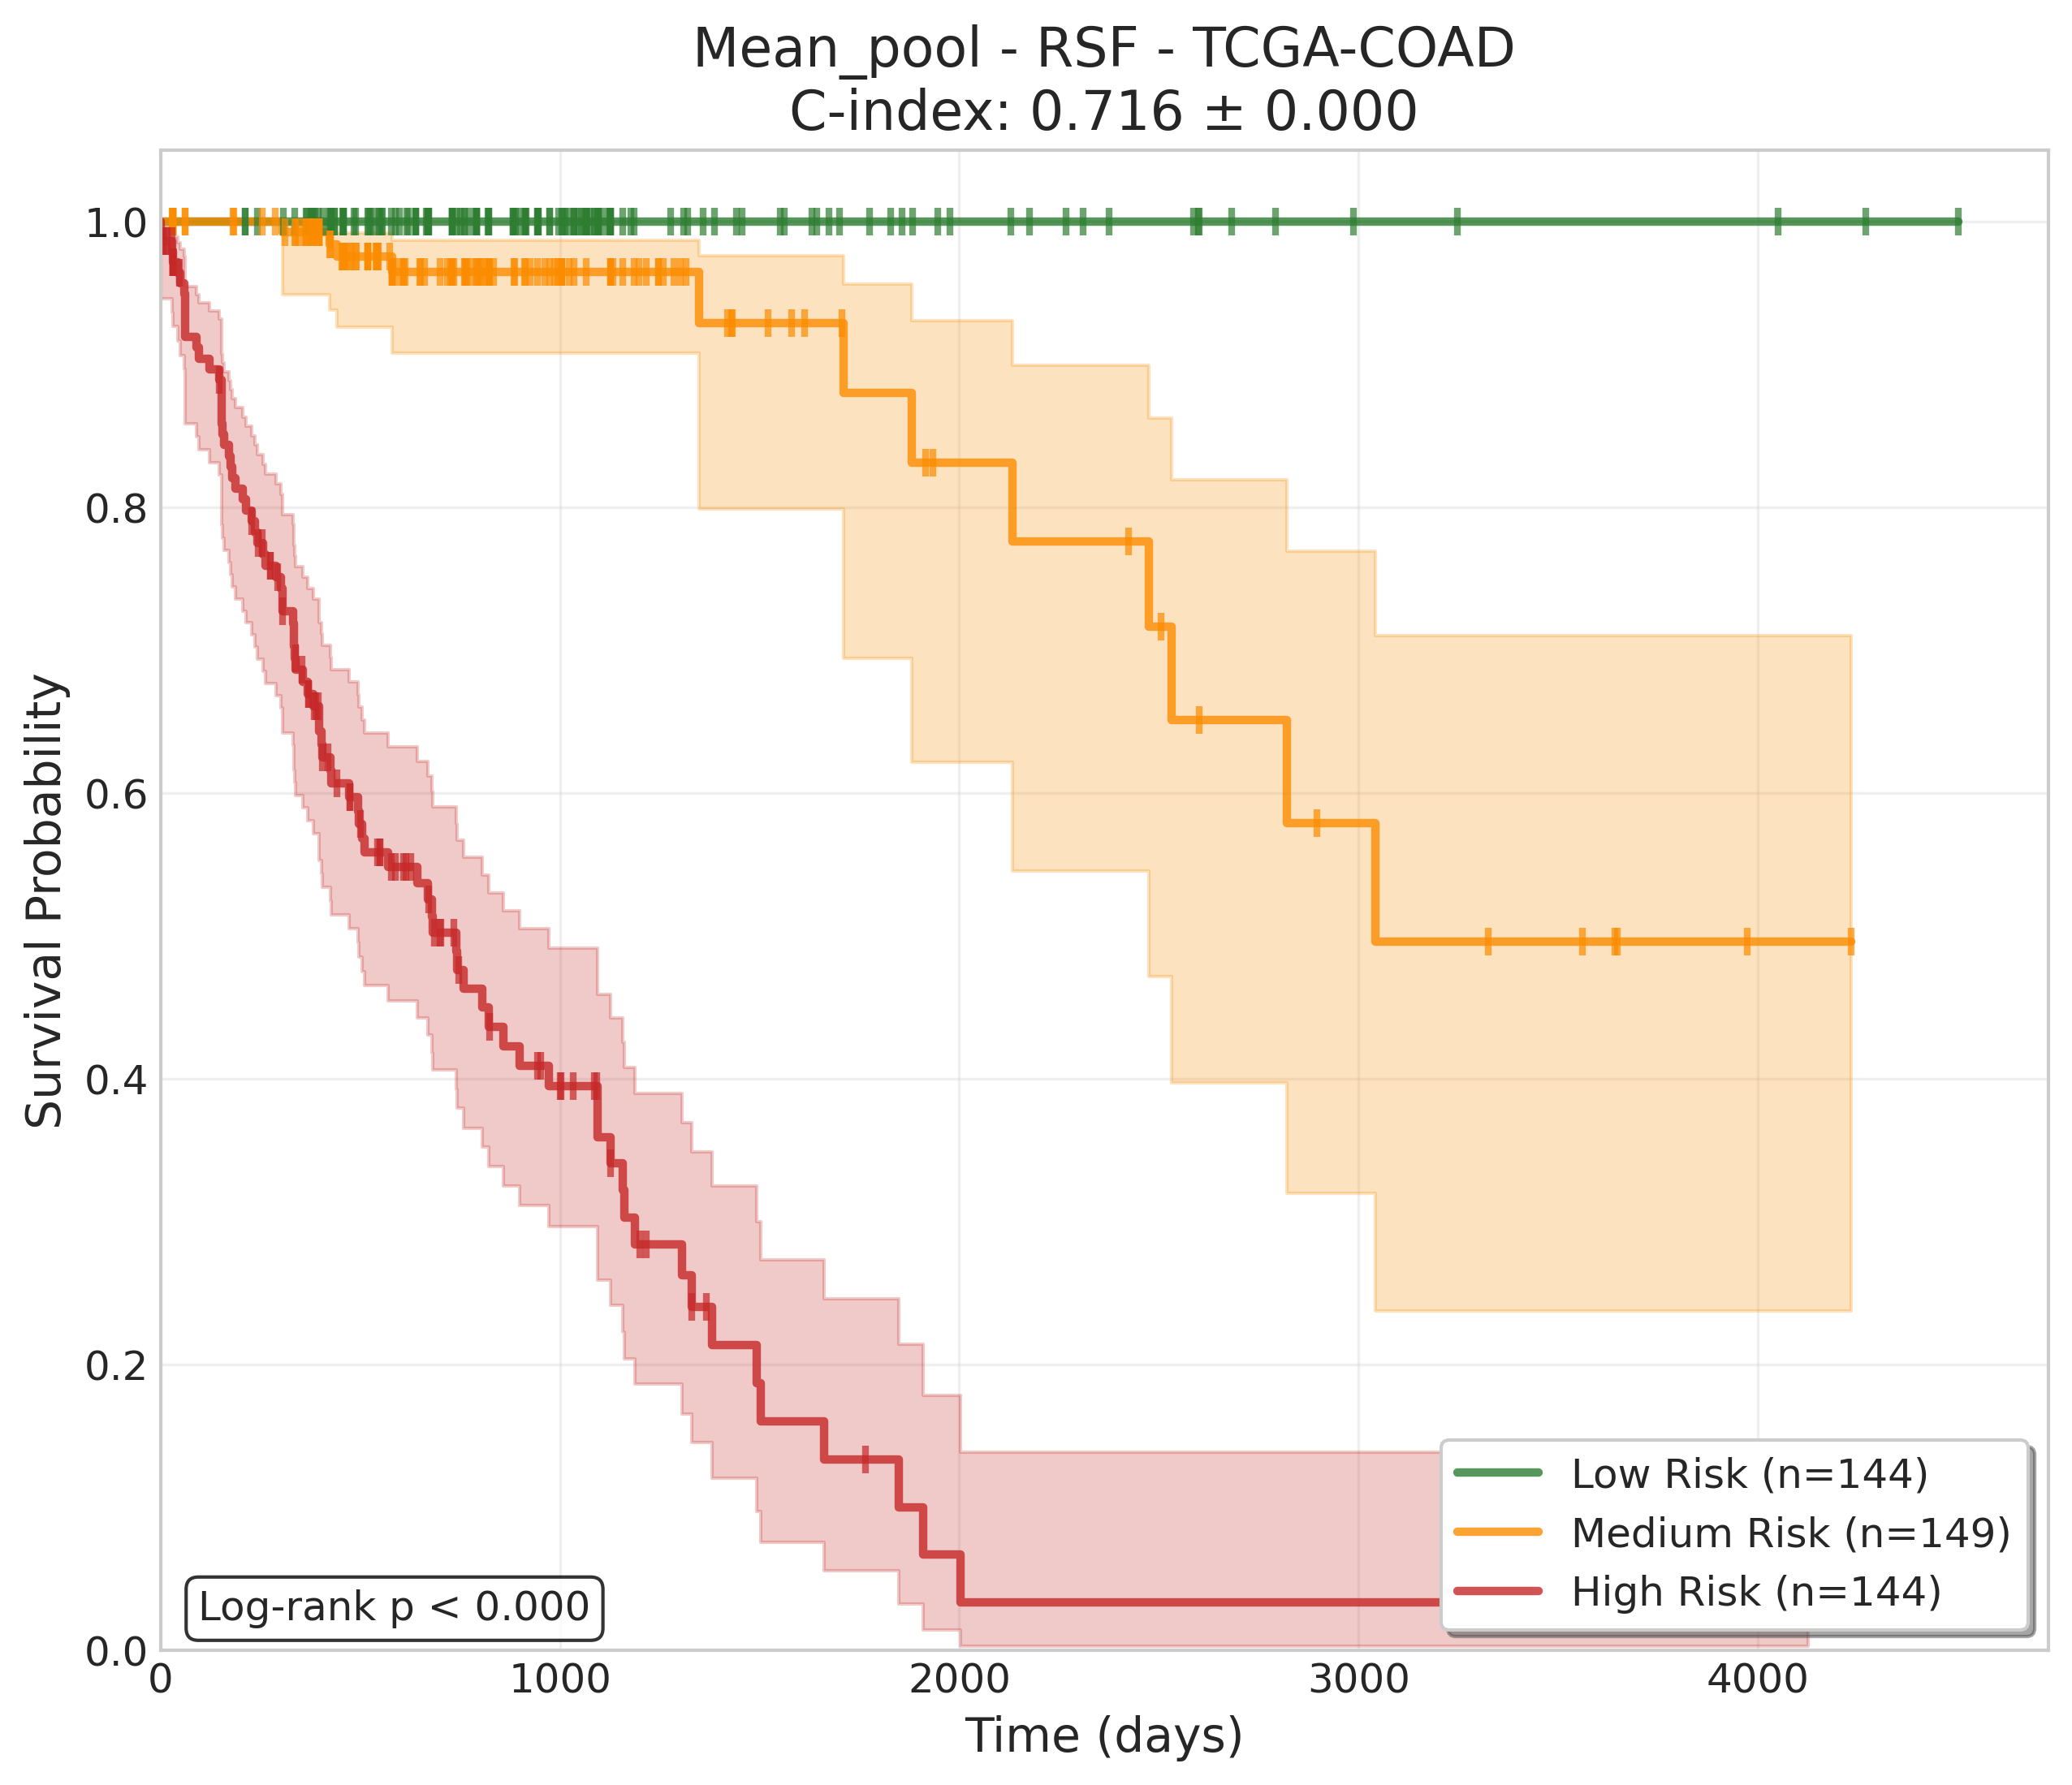 Mean_pool - RSF - TCGA-COAD
C-index: 0.716 ± 0.000
Survival Probability
1.0
0.8
0.6
0.4
0.2
0.0
Low Risk (n=144)
Medium Risk (n=149)
High Risk (n=144)
Log-rank p < 0.000
0
1000
2000
3000
4000
Time (days)